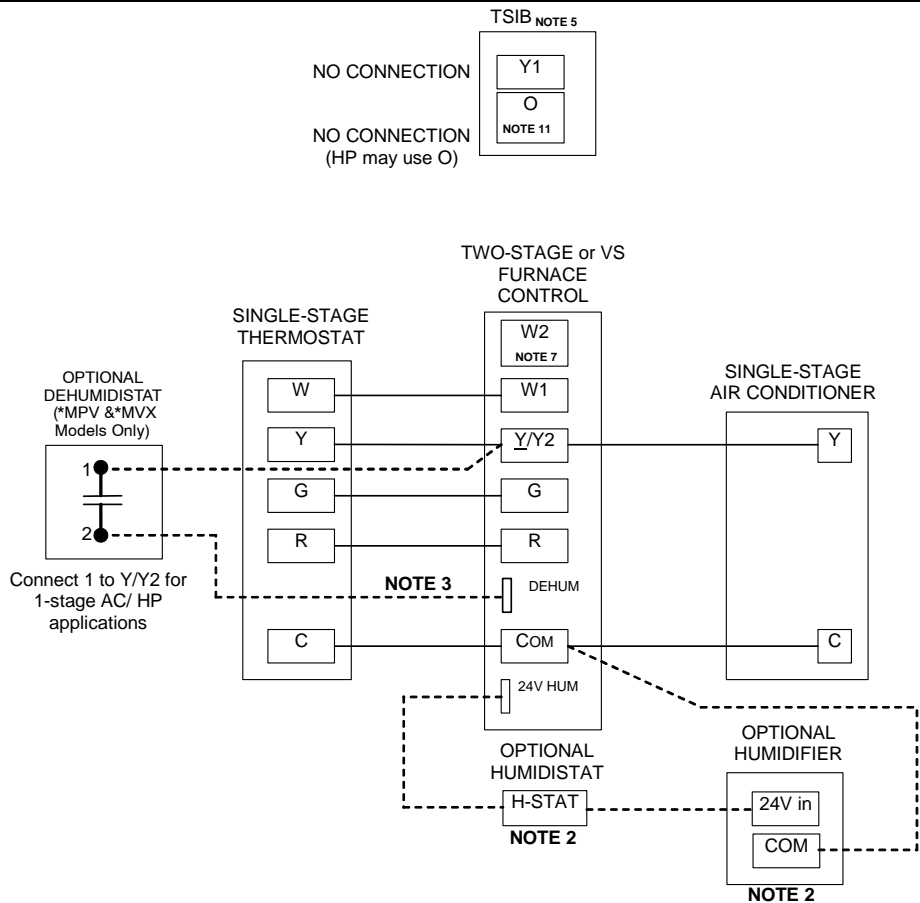 TSIB NOTE 5
NO CONNECTION
Y1
O
NOTE 11
NO CONNECTION
(HP may use O)
TWO-STAGE or VS
FURNACE
CONTROL
SINGLE-STAGE
THERMOSTAT
W2
NOTE 7
SINGLE-STAGE
AIR CONDITIONER
OPTIONAL
DEHUMIDISTAT
(*MPV &*MVX
Models Only)
W
W1
Y
Y/Y2
Y
1
G
G
2
R
R
Connect 1 to Y/Y2 for
1-stage AC/ HP
applications
NOTE 3
DEHUM
C
COM
C
24V HUM
OPTIONAL
HUMIDISTAT
OPTIONAL
HUMIDIFIER
H-STAT
24V in
NOTE 2
COM
NOTE 2